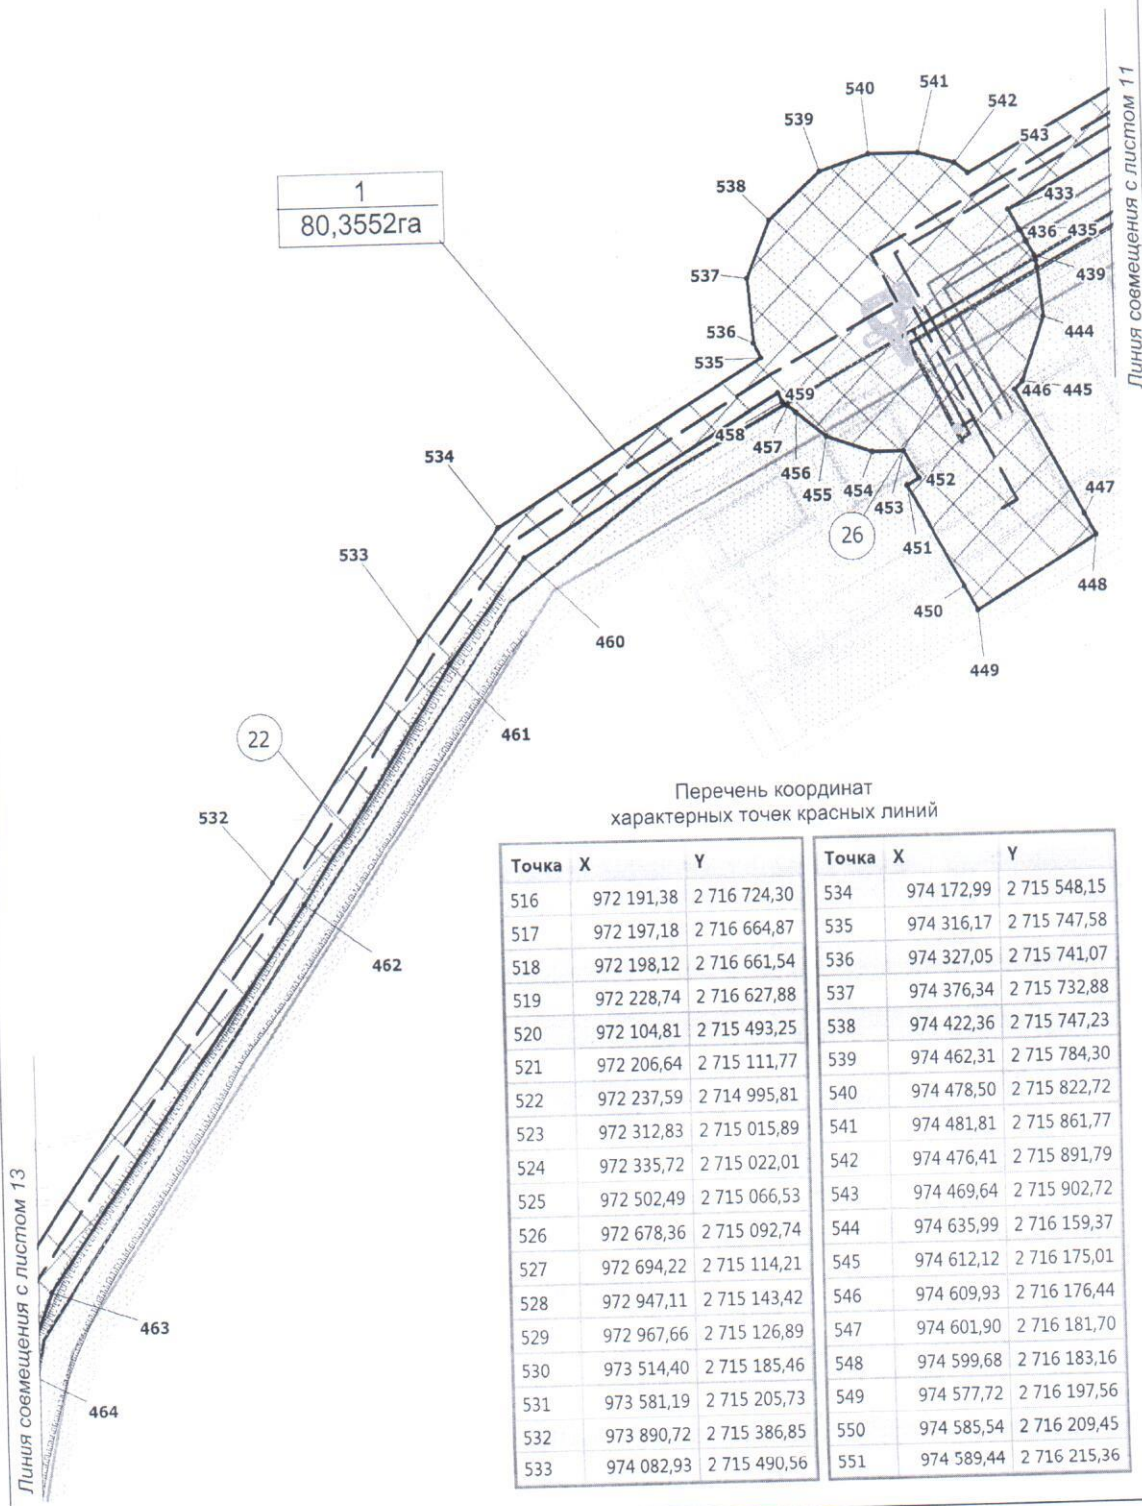 Линия совмещения с листом 11
541
540
542
539
543
1
80,3552га
538
433
436 435
537
439
444
536
535
459
446 445
458
457
456
534
455
454
452
453
447
26
451
533
448
450
460
449
461
22
532
462
Перечень координат
характерных точек красных линий
Точка X Y Точка X Y
516 972 191,38 2 716 724,30 534 974 172,99 2 715 548,15
517 972 197,18 2 716 664,87 535 974 316,17 2 715 747,58
518 972 198,12 2 716 661,54 536 974 327,05 2 715 741,07
519 972 228,74 2 716 627,88 537 974 376,34 2 715 732,88
520 972 104,81 2 715 493,25 538 974 422,36 2 715 747,23
521 972 206,64 2 715 111,77 539 974 462,31 2 715 784,30
522 972 237,59 2 714 995,81 540 974 478,50 2 715 822,72
523 972 312,83 2 715 015,89 541 974 481,81 2 715 861,77
524 972 335,72 2 715 022,01 542 974 476,41 2 715 891,79
525 972 502,49 2 715 066,53 543 974 469,64 2 715 902,72
526 972 678,36 2 715 092,74 544 974 635,99 2 716 159,37
527 972 694,22 2 715 114,21 545 974 612,12 2 716 175,01
528 972 947,11 2 715 143,42 546 974 609,93 2 716 176,44
529 972 967,66 2 715 126,89 547 974 601,90 2 716 181,70
530 973 514,40 2 715 185,46 548 974 599,68 2 716 183,16
531 973 581,19 2 715 205,73 549 974 577,72 2 716 197,56
532 973 890,72 2 715 386,85 550 974 585,54 2 716 209,45
533 974 082,93 2 715 490,56 551 974 589,44 2 716 215,36
Линия совмещения с листом 13
463
464